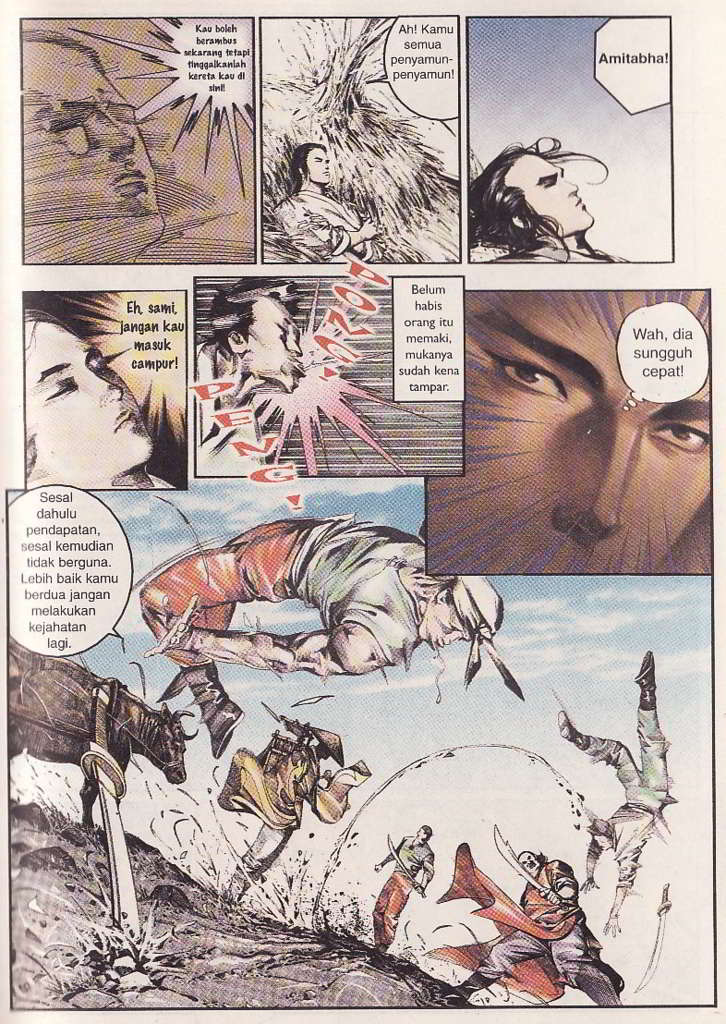 Kau boleh
berambus
sekarang tetapi
tinggalkanlah
kereta kau di
sini!
Ah! Kamu
semua
penyamun-
penyamun!
Amitabha!
Eh, sami,
jangan kau
masuk
campur!
PONG!
PENG!
Belum
habis
orang itu
memaki,
mukanya
sudah kena
tampar.
Wah, dia
sungguh
cepat!
Sesal
dahulu
pendapatan,
sesal kemudian
tidak berguna.
Lebih baik kamu
berdua jangan
melakukan
kejahatan
lagi.